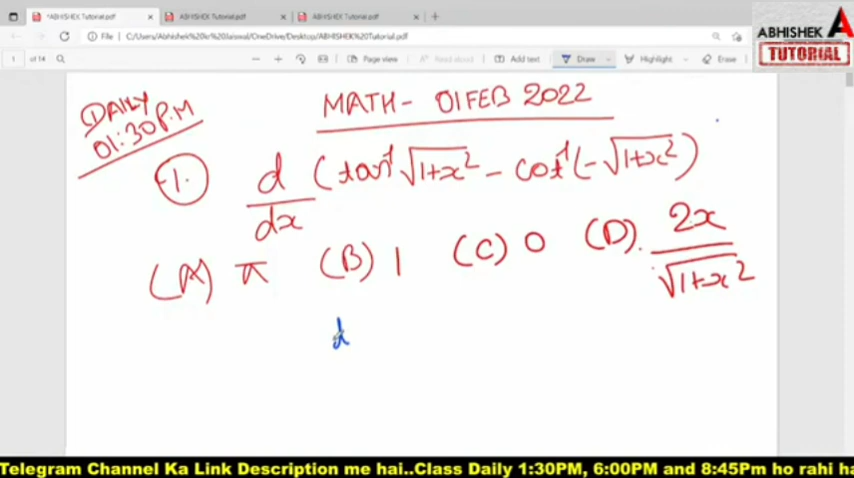 *ABHISHEK Tutorial.pdf
ABHISHEK Tutorial.pdf
ABHISHEK Tutorial.pdf
File | C:/Users/Abhishek%20kr%20Jaiswal/OneDrive/Desktop/ABHISHEK%20Tutorial.pdf
1 of 14
Page view
Read aloud
Add text
Draw
Highlight
Erase
ABHISHEK
TUTORIAL
DAILY
01:30P.M
MATH- 01 FEB 2022
1. d/dx (tan⁻¹ √1+x² - cot⁻¹(-√1+x²)
(A) π (B) 1 (C) 0 (D). 2x/√1+x²
d
Telegram Channel Ka Link Description me hai..Class Daily 1:30PM, 6:00PM and 8:45Pm ho rahi ha